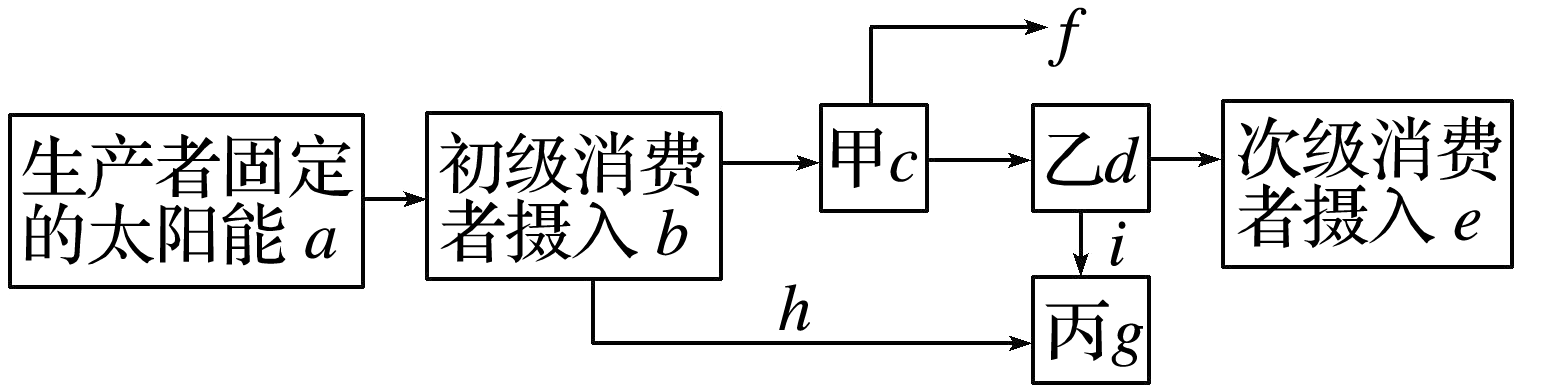 f
生产者固定
的太阳能 a
初级消费
者摄入 b
甲c
乙d
次级消费
者摄入 e
i
h
丙g